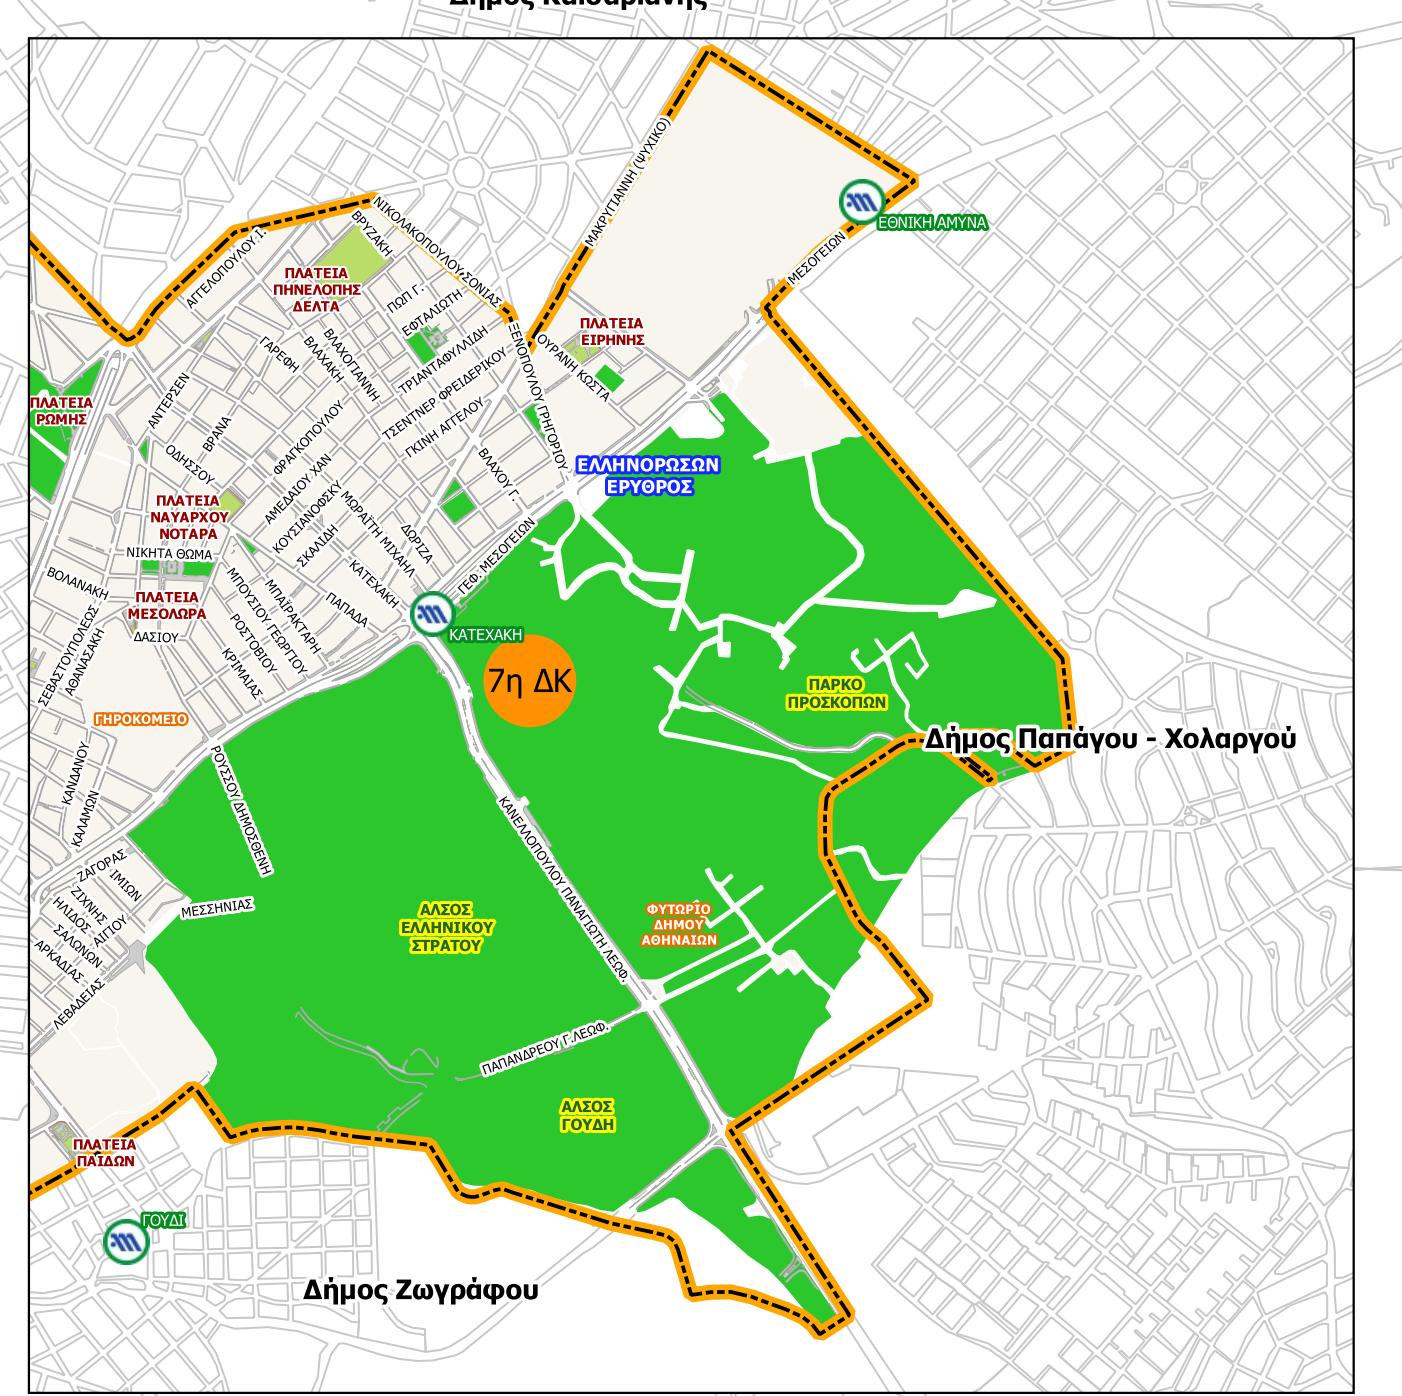 Δήμος Καισαριανής
ΜΑΚΡΥΓΙΑΝΝΗ (ΨΥΧΙΚΟ)
ΕΘΝΙΚΗ ΑΜΥΝΑ
ΜΕΣΟΓΕΙΩΝ
ΝΙΚΟΛΑΚΟΠΟΥΛΟΥ ΣΟΝΙΑΣ
ΒΡΥΖΑΚΗ
ΑΓΓΕΛΟΠΟΥΛΟΥ Ι.
ΠΛΑΤΕΙΑ
ΠΗΝΕΛΟΠΗΣ
ΔΕΛΤΑ
ΠΩΠ Γ.
ΕΦΤΑΛΙΩΤΗ
ΠΛΑΤΕΙΑ
ΕΙΡΗΝΗΣ
ΞΕΝΟΠΟΥΛΟΥ ΓΡΗΓΟΡΙΟΥ
ΟΥΡΑΝΗ ΚΩΣΤΑ
ΓΑΡΕΦΗ
ΒΛΑΧΑΚΗ
ΒΛΑΧΟΓΙΑΝΝΗ
ΤΡΙΑΝΤΑΦΥΛΛΙΔΗ
ΤΣΕΝΤΝΕΡ ΦΡΕΙΔΕΡΙΚΟΥ
ΓΚΙΝΗ ΑΓΓΕΛΟΥ
ΠΛΑΤΕΙΑ
ΡΩΜΗΣ
ΑΝΤΕΡΣΕΝ
ΒΡΑΝΑ
ΦΡΑΓΚΟΠΟΥΛΟΥ
ΟΔΗΣΣΟΥ
ΑΜΕΔΑΙΟΥ ΧΑΝ
ΒΛΑΧΟΥ Γ.
ΕΛΛΗΝΟΡΩΣΩΝ
ΕΡΥΘΡΟΣ
ΠΛΑΤΕΙΑ
ΝΑΥΑΡΧΟΥ
ΝΟΤΑΡΑ
ΚΟΥΣΙΑΝΟΦΣΚΥ
ΜΩΡΑΪΤΗ ΜΙΧΑΗΛ
ΣΚΑΛΙΔΗ
ΔΩΡΙΖΑ
ΓΕΦ. ΜΕΣΟΓΕΙΩΝ
ΝΙΚΗΤΑ ΘΩΜΑ
ΒΟΛΑΝΑΚΗ
ΠΛΑΤΕΙΑ
ΜΕΣΟΛΩΡΑ
ΜΠΟΥΣΙΟΥ ΓΕΩΡΓΙΟΥ
ΜΠΑΪΡΑΚΤΑΡΗ
ΚΑΤΕΧΑΚΗ
ΠΑΠΑΔΑ
ΚΑΤΕΧΑΚΗ
ΔΑΣΙΟΥ
ΡΟΣΤΟΒΙΟΥ
ΚΡΙΜΑΙΑΣ
ΣΕΒΑΣΤΟΥΠΟΛΕΩΣ
ΑΘΑΝΑΣΑΚΗ
7η ΔΚ
ΠΑΡΚΟ
ΠΡΟΣΚΟΠΩΝ
ΓΗΡΟΚΟΜΕΙΟ
Δήμος Παπάγου - Χολαργού
ΡΟΥΣΣΟΥ ΔΗΜΟΣΘΕΝΗ
ΚΑΝΔΑΝΟΥ
ΚΑΛΑΜΩΝ
ΚΑΝΕΛΛΟΠΟΥΛΟΥ ΠΑΝΑΓΙΩΤΗ ΛΕΩΦ.
ΖΑΓΟΡΑΣ
ΙΜΙΩΝ
ΖΙΧΝΗΣ
ΗΛΙΔΟΣ
ΑΙΓΙΟΥ
ΣΑΛΩΝΩΝ
ΑΡΚΑΔΙΑΣ
ΛΕΒΑΔΕΙΑΣ
ΜΕΣΣΗΝΙΑΣ
ΑΛΣΟΣ
ΕΛΛΗΝΙΚΟΥ
ΣΤΡΑΤΟΥ
ΦΥΤΩΡΙΟ
ΔΗΜΟΥ
ΑΘΗΝΑΙΩΝ
ΠΑΠΑΝΔΡΕΟΥ Γ.ΛΕΩΦ.
ΑΛΣΟΣ
ΓΟΥΔΗ
ΠΛΑΤΕΙΑ
ΠΑΙΔΩΝ
ΓΟΥΔΙ
Δήμος Ζωγράφου